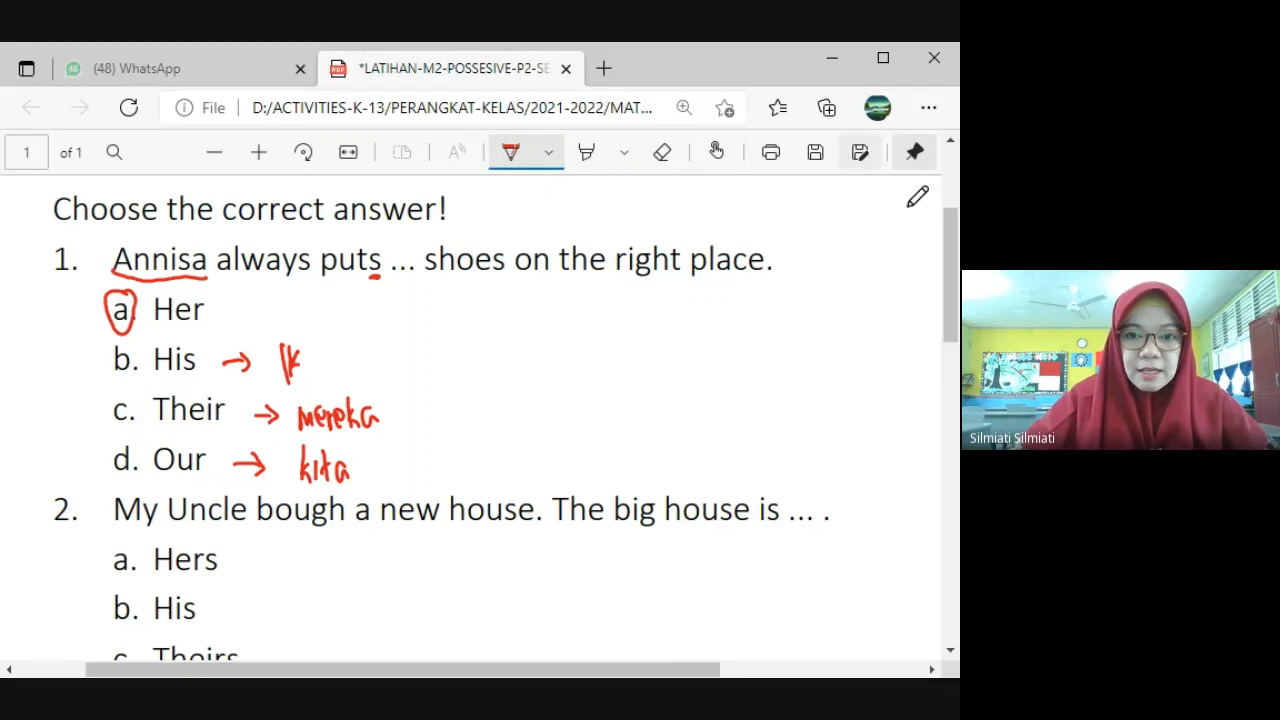 (48) WhatsApp
*LATIHAN-M2-POSSESIVE-P2-SE
File D:/ACTIVITIES-K-13/PERANGKAT-KELAS/2021-2022/MAT...
1 of 1
Choose the correct answer!
1. Annisa always puts ... shoes on the right place.
a. Her
b. His → lk
c. Their → mereka
d. Our → kita
2. My Uncle bough a new house. The big house is ... .
a. Hers
b. His
c. Theirs
Silmiati Silmiati